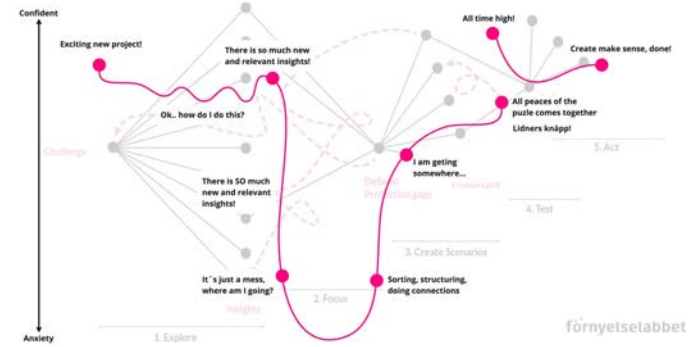 Confident
All time high!
Exciting new project!
There is so much new
and relevant insights!
Create make sense, done!
All peaces of the
puzle comes together
Lidners knäpp!
Ok.. how do I do this?
Challenge
5. Act
I am geting
somewhere...
There is SO much
new and relevant
insights!
Define
4. Test
3. Create Scenarios
It´s just a mess,
where am I going?
Sorting, structuring,
doing connections
2. Focus
Insights
1. Explore
Anxiety
förnyelselabbet